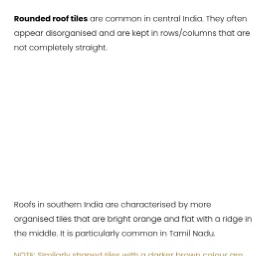 Rounded roof tiles are common in central India. They often
appear disorganised and are kept in rows/columns that are
not completely straight.
Roofs in southern India are characterised by more
organised tiles that are bright orange and flat with a ridge in
the middle. It is particularly common in Tamil Nadu.
NOTE: Similarly shaped tiles with a darker brown colour are